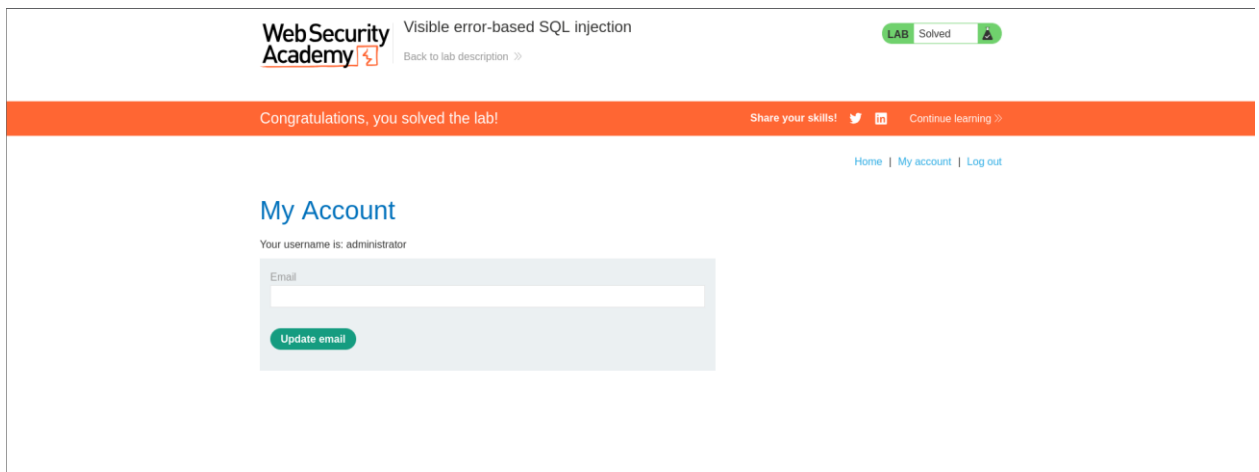 Web Security
Academy
Visible error-based SQL injection
Back to lab description »
LAB Solved
Congratulations, you solved the lab!
Share your skills!
Continue learning »
Home | My account | Log out
My Account
Your username is: administrator
Email
Update email